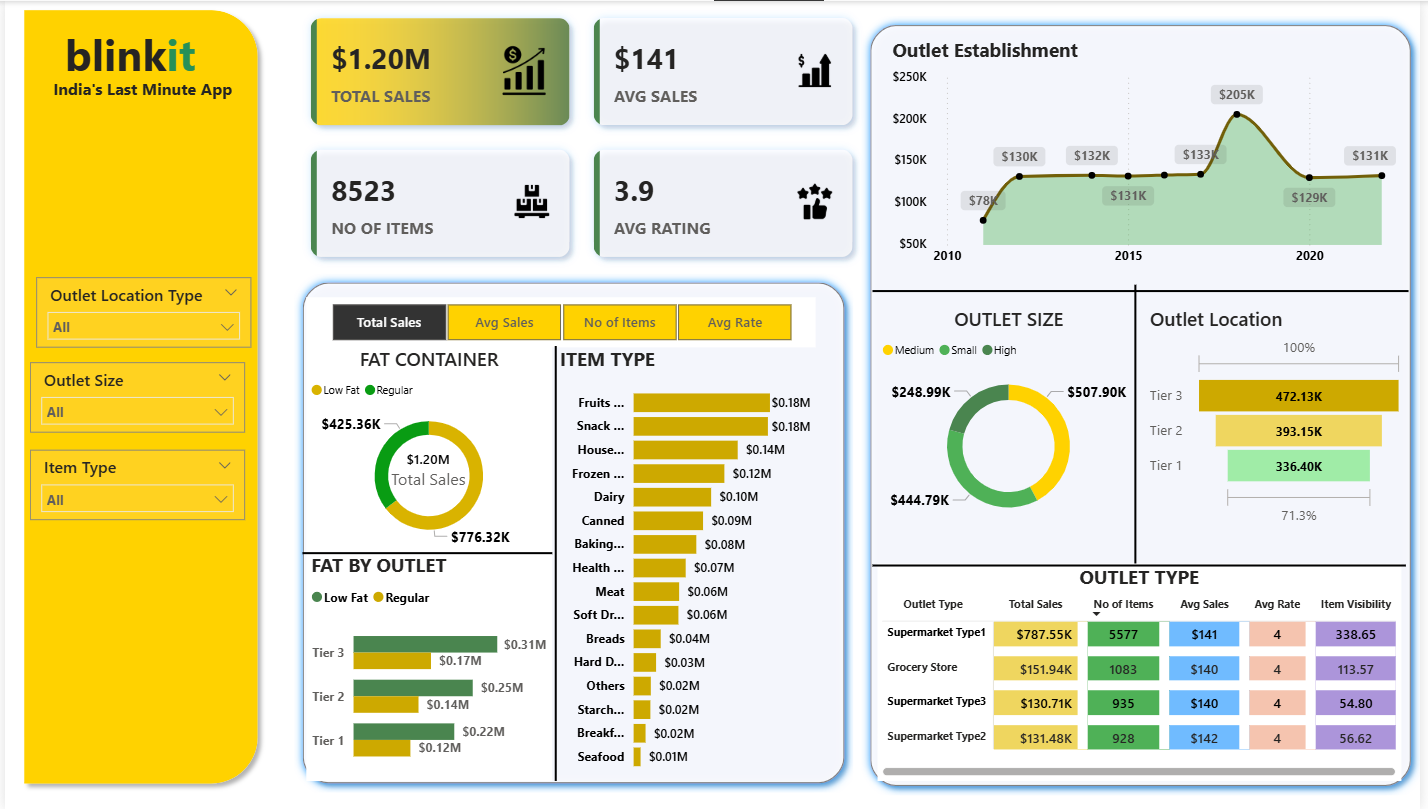 blinkit
India's Last Minute App
Outlet Location Type
All
Outlet Size
All
Item Type
All
$1.20M
TOTAL SALES
$141
AVG SALES
8523
NO OF ITEMS
3.9
AVG RATING
Total Sales Avg Sales No of Items Avg Rate
FAT CONTAINER
Low Fat Regular
$425.36K
$1.20M
Total Sales
$776.32K
FAT BY OUTLET
Low Fat Regular
Tier 3 $0.31M
$0.17M
Tier 2 $0.25M
$0.14M
Tier 1 $0.22M
$0.12M
ITEM TYPE
Fruits ... $0.18M
Snack ... $0.18M
House... $0.14M
Frozen ... $0.12M
Dairy $0.10M
Canned $0.09M
Baking... $0.08M
Health ... $0.07M
Meat $0.06M
Soft Dr... $0.06M
Breads $0.04M
Hard D... $0.03M
Others $0.02M
Starch... $0.02M
Breakf... $0.02M
Seafood $0.01M
Outlet Establishment
$250K
$200K
$150K
$100K
$50K
$78K $130K $132K $131K $133K $205K $129K $131K
2010 2015 2020
OUTLET SIZE
Medium Small High
$248.99K $507.90K
$444.79K
Outlet Location
100%
Tier 3 472.13K
Tier 2 393.15K
Tier 1 336.40K
71.3%
OUTLET TYPE
Outlet Type Total Sales No of Items Avg Sales Avg Rate Item Visibility
Supermarket Type1 $787.55K 5577 $141 4 338.65
Grocery Store $151.94K 1083 $140 4 113.57
Supermarket Type3 $130.71K 935 $140 4 54.80
Supermarket Type2 $131.48K 928 $142 4 56.62